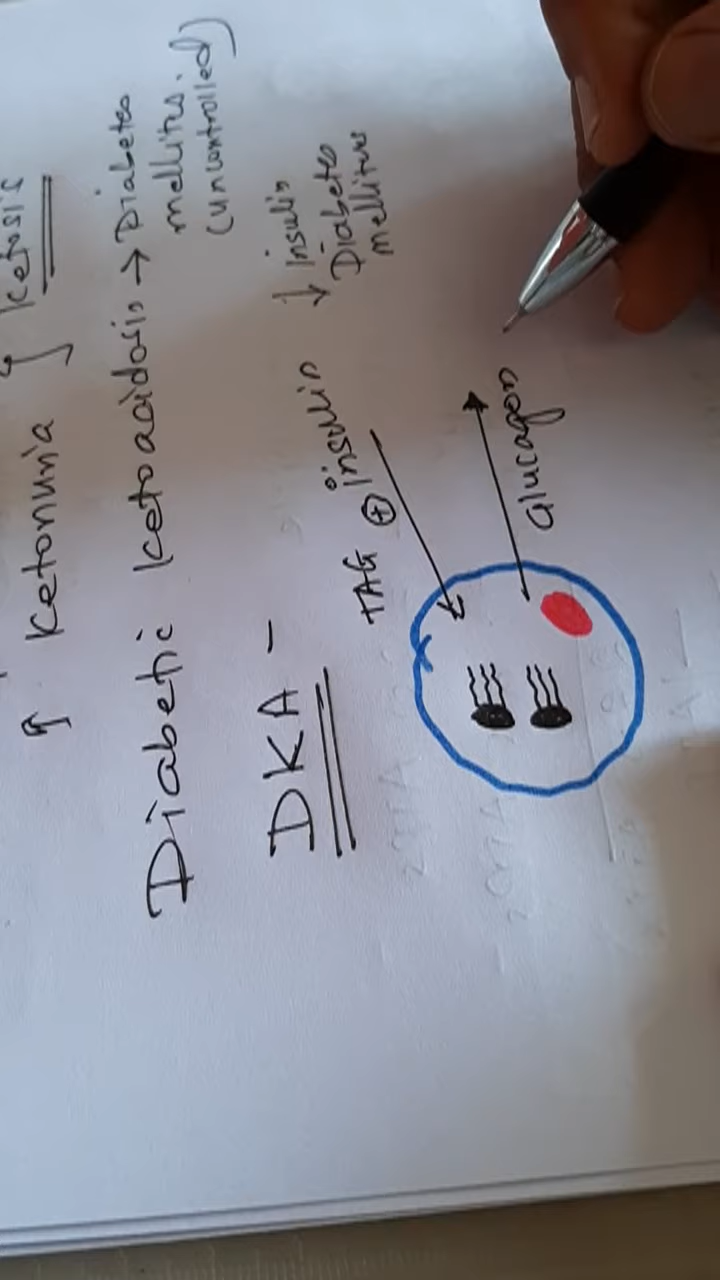 ↑ Ketonuria } ketosis
Diabetic ketoacidosis → Diabetes
mellitus.
(uncontrolled)
DKA -
↓ insulin
Diabetes
mellitus
TAG ⊕ insulin
Glucagon